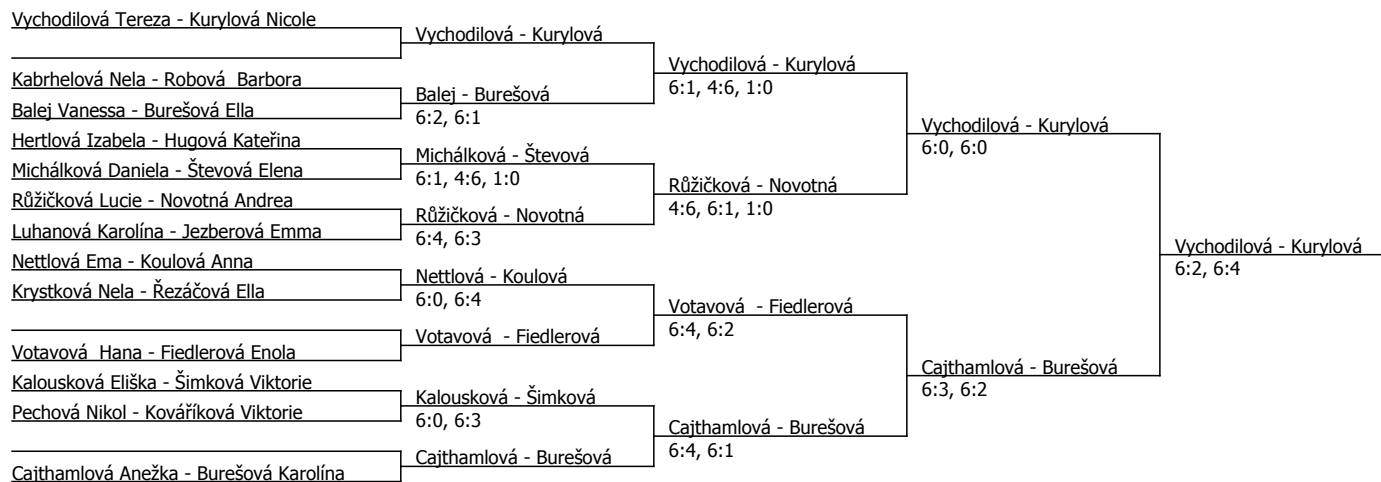 Vychodilová Tereza - Kurylová Nicole
Kabrhelová Nela - Robová  Barbora
Balej Vanessa - Burešová Ella
Hertlová Izabela - Hugová Kateřina
Michálková Daniela - Števová Elena
Růžičková Lucie - Novotná Andrea
Luhanová Karolína - Jezberová Emma
Nettlová Ema - Koulová Anna
Krystková Nela - Řezáčová Ella
Votavová  Hana - Fiedlerová Enola
Kalousková Eliška - Šimková Viktorie
Pechová Nikol - Kováříková Viktorie
Cajthamlová Anežka - Burešová Karolína
Vychodilová - Kurylová
Balej - Burešová
6:2, 6:1
Michálková - Števová
6:1, 4:6, 1:0
Růžičková - Novotná
6:4, 6:3
Nettlová - Koulová
6:0, 6:4
Votavová  - Fiedlerová
Kalousková - Šimková
6:0, 6:3
Cajthamlová - Burešová
Vychodilová - Kurylová
6:1, 4:6, 1:0
Růžičková - Novotná
4:6, 6:1, 1:0
Votavová  - Fiedlerová
6:4, 6:2
Cajthamlová - Burešová
6:4, 6:1
Vychodilová - Kurylová
6:0, 6:0
Cajthamlová - Burešová
6:3, 6:2
Vychodilová - Kurylová
6:2, 6:4